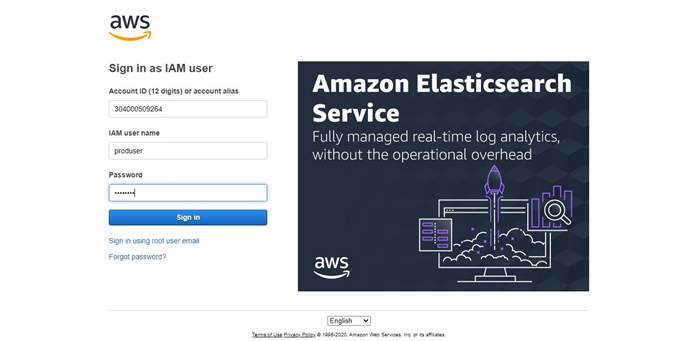 aws
Sign in as IAM user
Account ID (12 digits) or account alias
304000509264
IAM user name
produser
Password
••••••••
Sign in
Sign in using root user email
Forgot password?
Amazon Elasticsearch
Service
Fully managed real-time log analytics,
without the operational overhead
aws
English
Terms of Use Privacy Policy © 1996-2020, Amazon Web Services, Inc. or its affiliates.